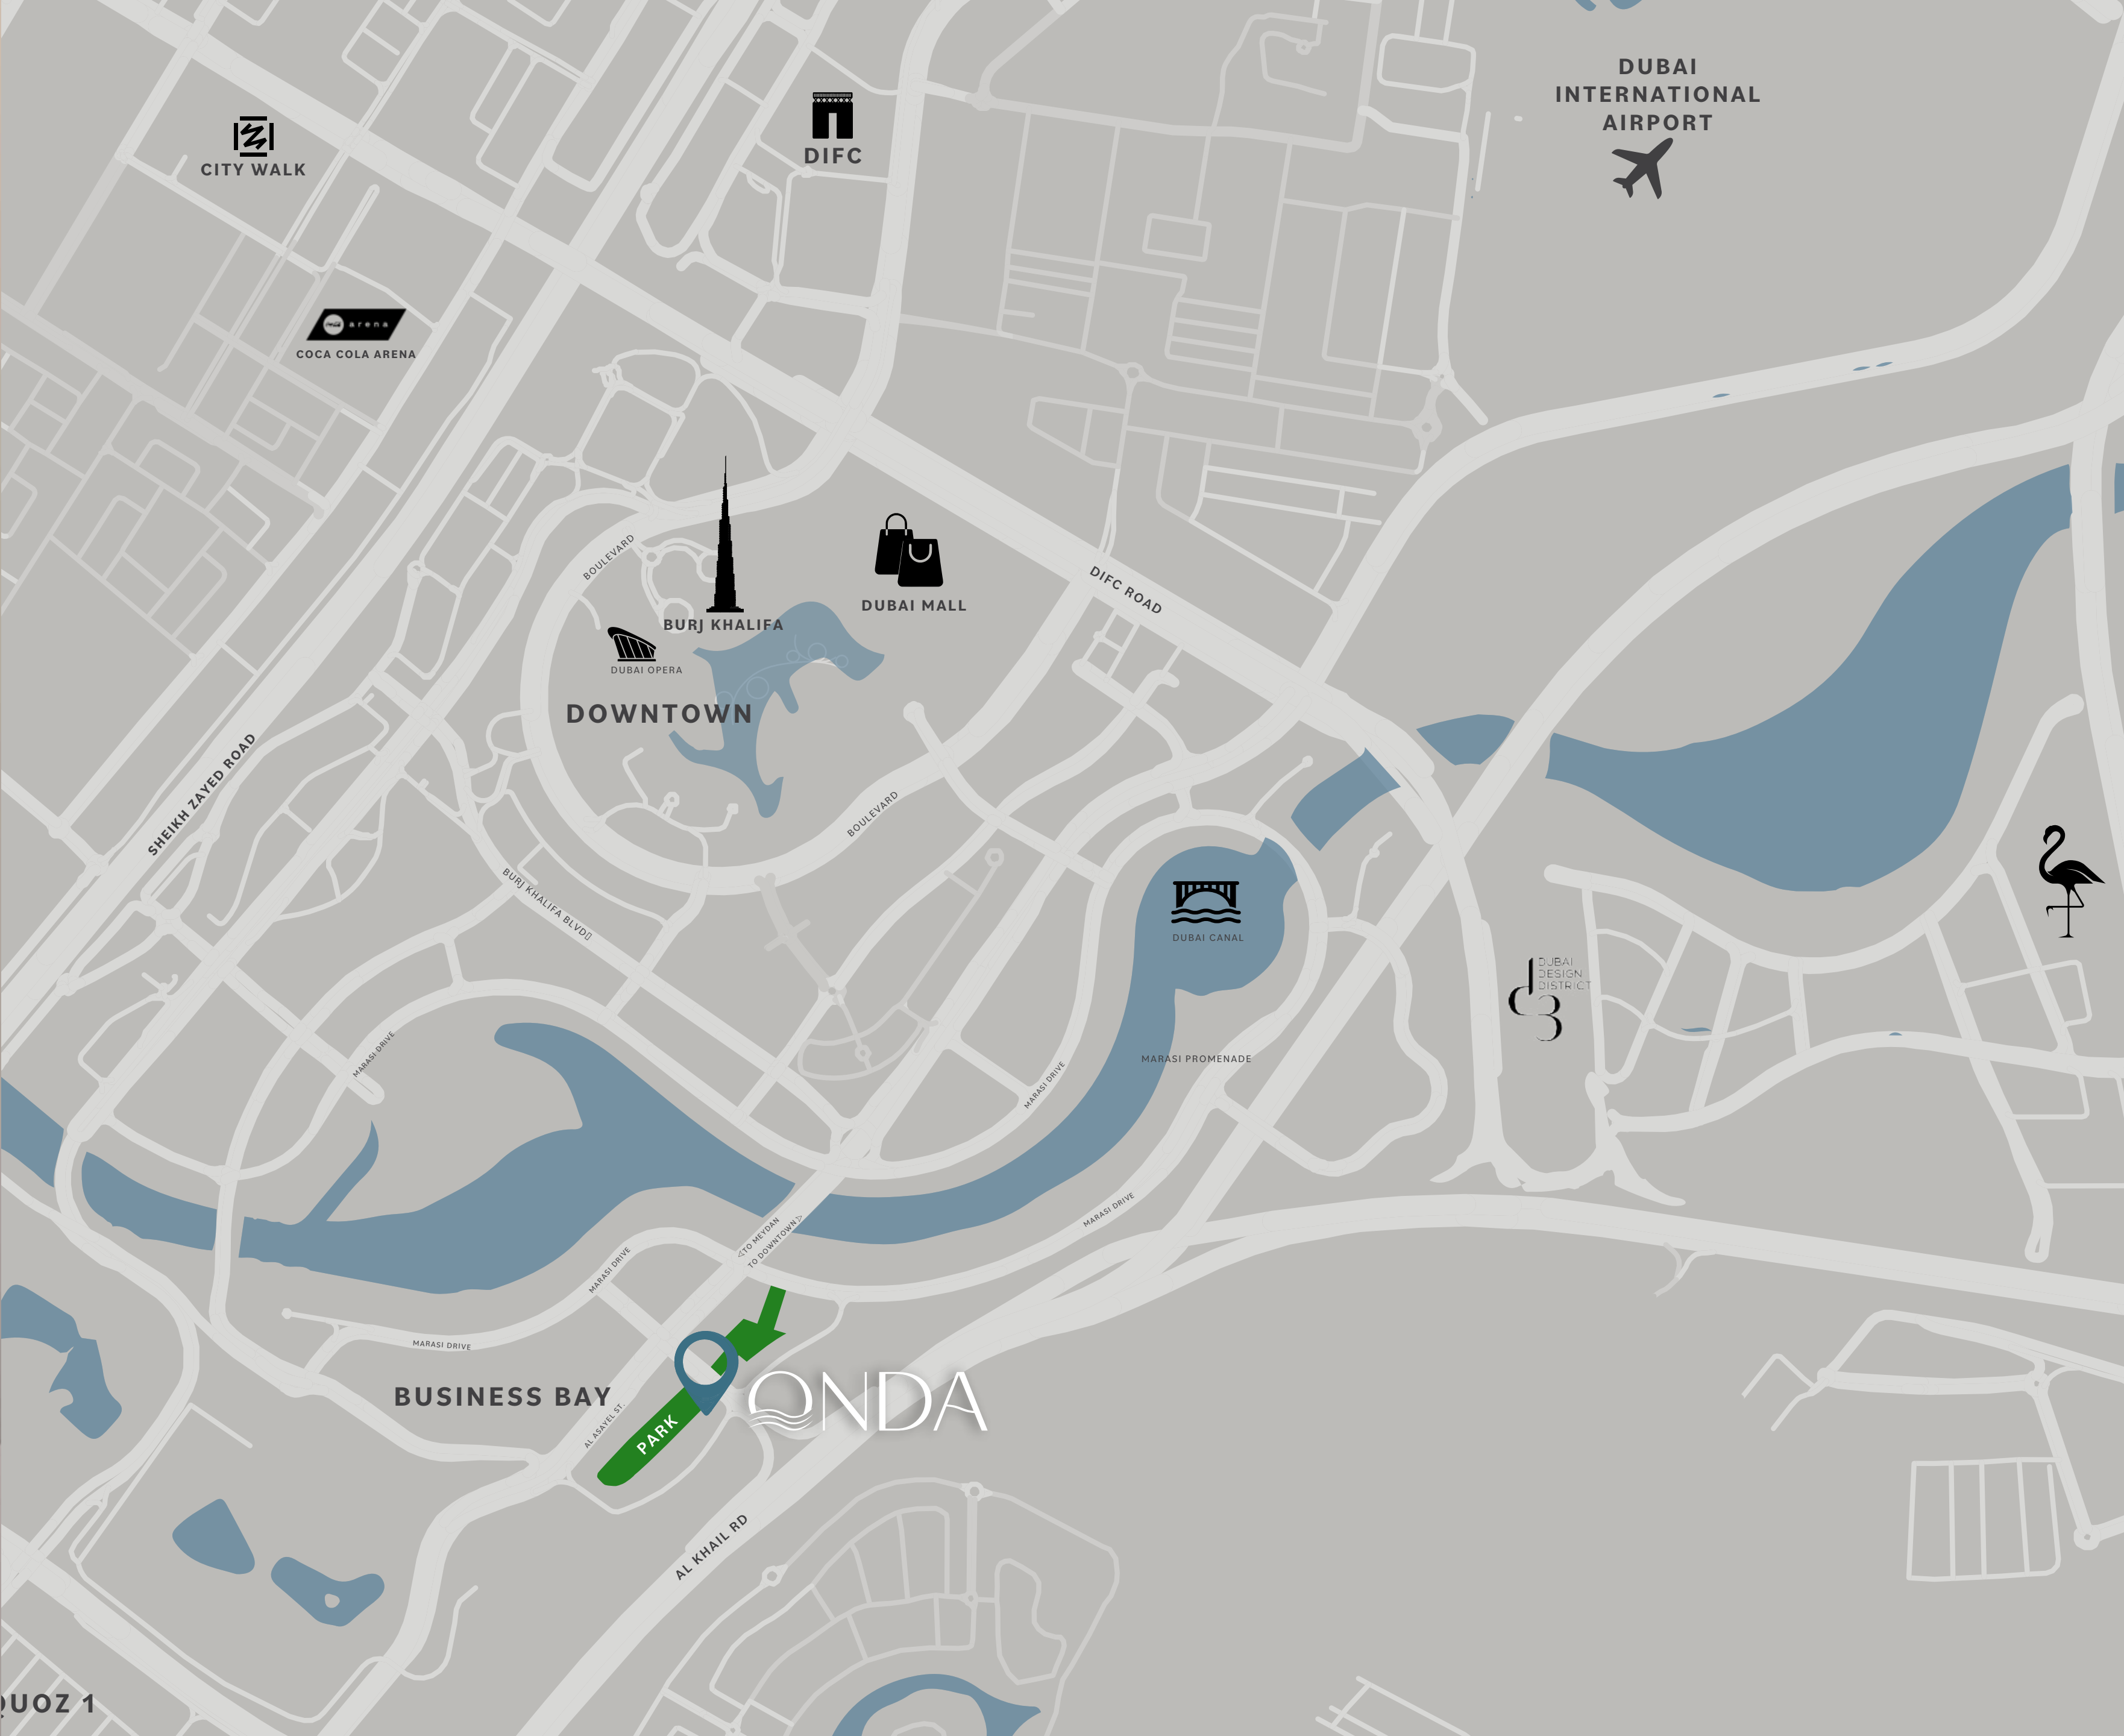 DUBAI
INTERNATIONAL
AIRPORT
DIFC
CITY WALK
arena
COCA COLA ARENA
BOULEVARD
DIFC ROAD
DUBAI MALL
BURJ KHALIFA
DUBAI OPERA
DOWNTOWN
SHEIKH ZAYED ROAD
BOULEVARD
BURJ KHALIFA BLVD
DUBAI CANAL
DUBAI
DESIGN
DISTRICT
d3
MARASI DRIVE
MARASI PROMENADE
MARASI DRIVE
MARASI DRIVE
TO MEYDAN
TO DOWNTOWN
MARASI DRIVE
MARASI DRIVE
BUSINESS BAY
AL ASAYEL ST.
PARK
ONDA
AL KHAIL RD
QUOZ 1